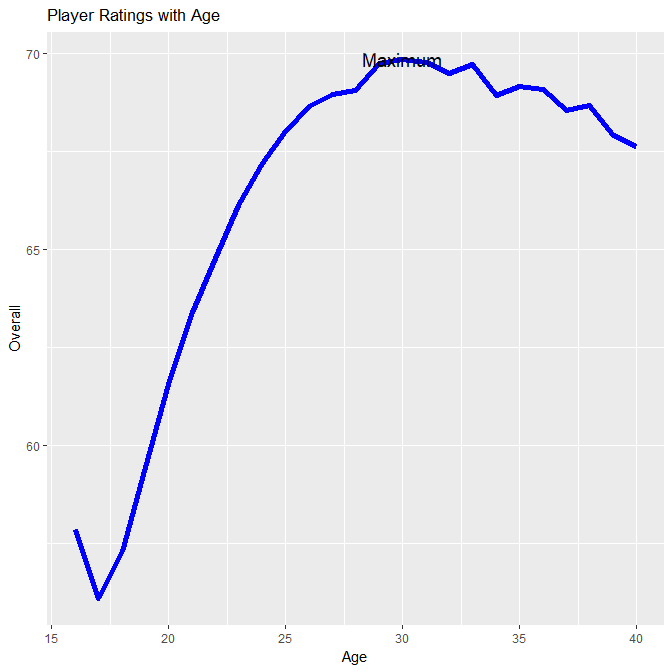 Player Ratings with Age
70
Maximum
65
Overall
60
15 20 25 30 35 40
Age